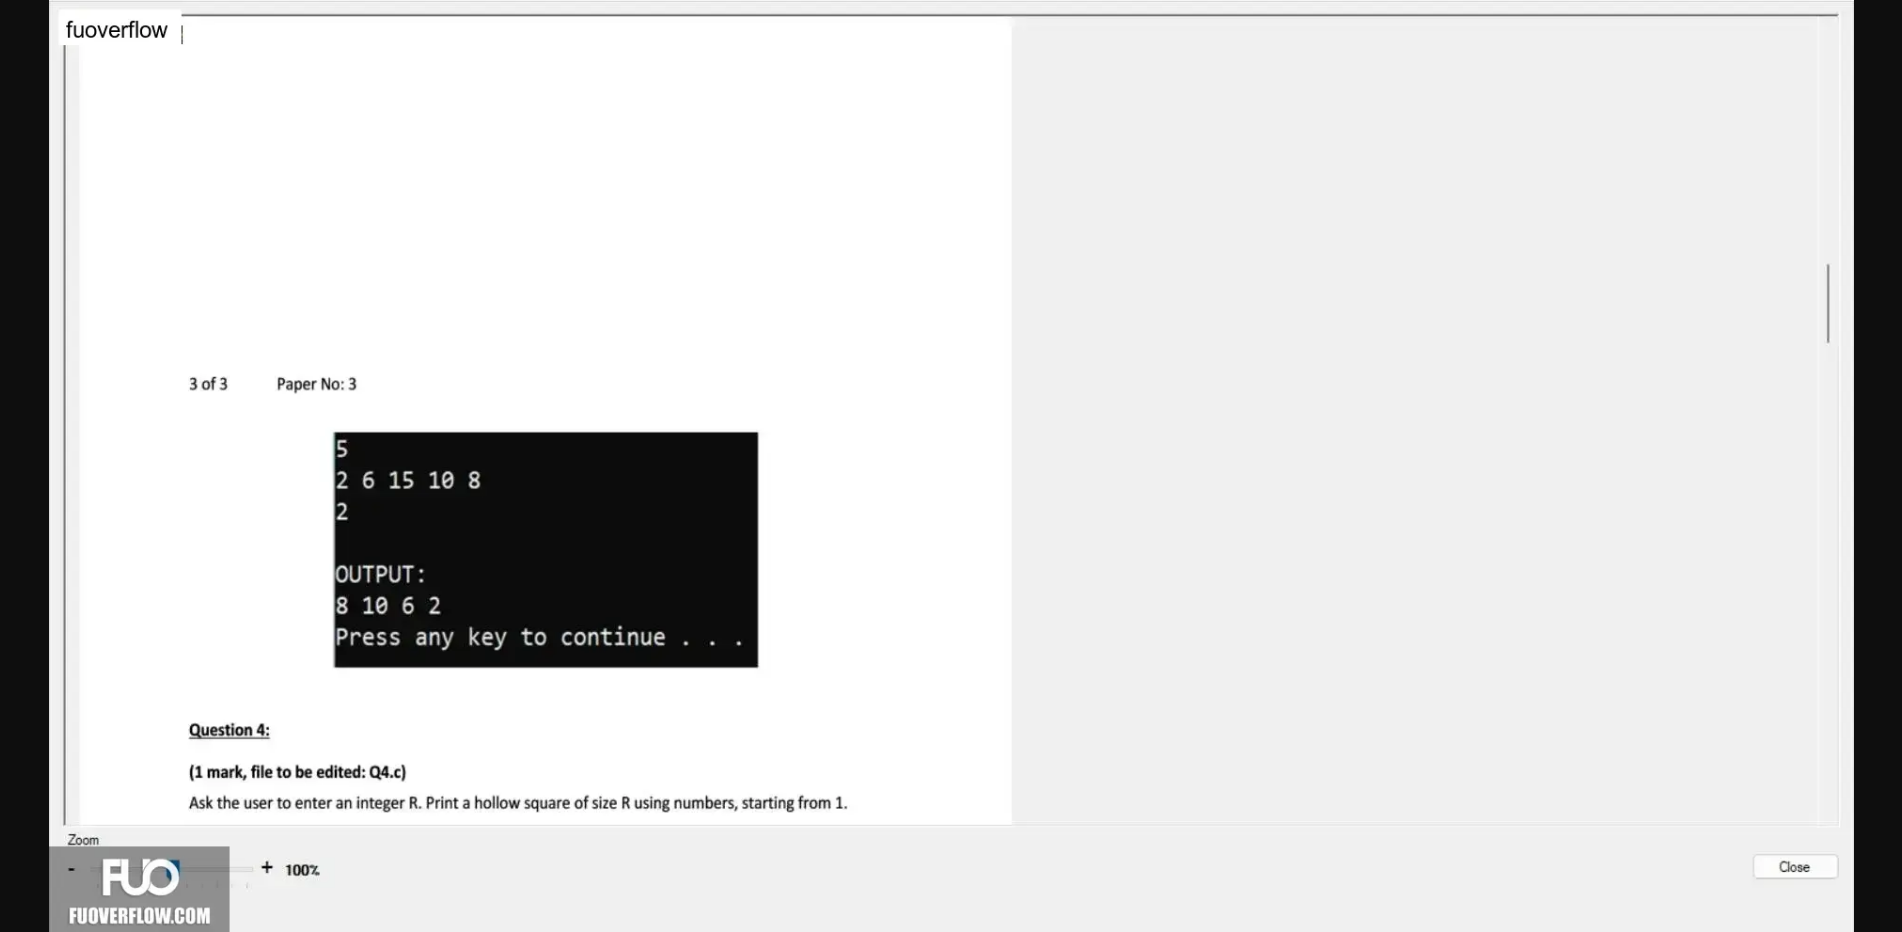 fuoverflow
3 of 3 Paper No: 3
5
2 6 15 10 8
2
OUTPUT:
8 10 6 2
Press any key to continue . . .
Question 4:
(1 mark, file to be edited: Q4.c)
Ask the user to enter an integer R. Print a hollow square of size R using numbers, starting from 1.
Zoom
- + 100%
Close
FUO
FUOVERFLOW.COM